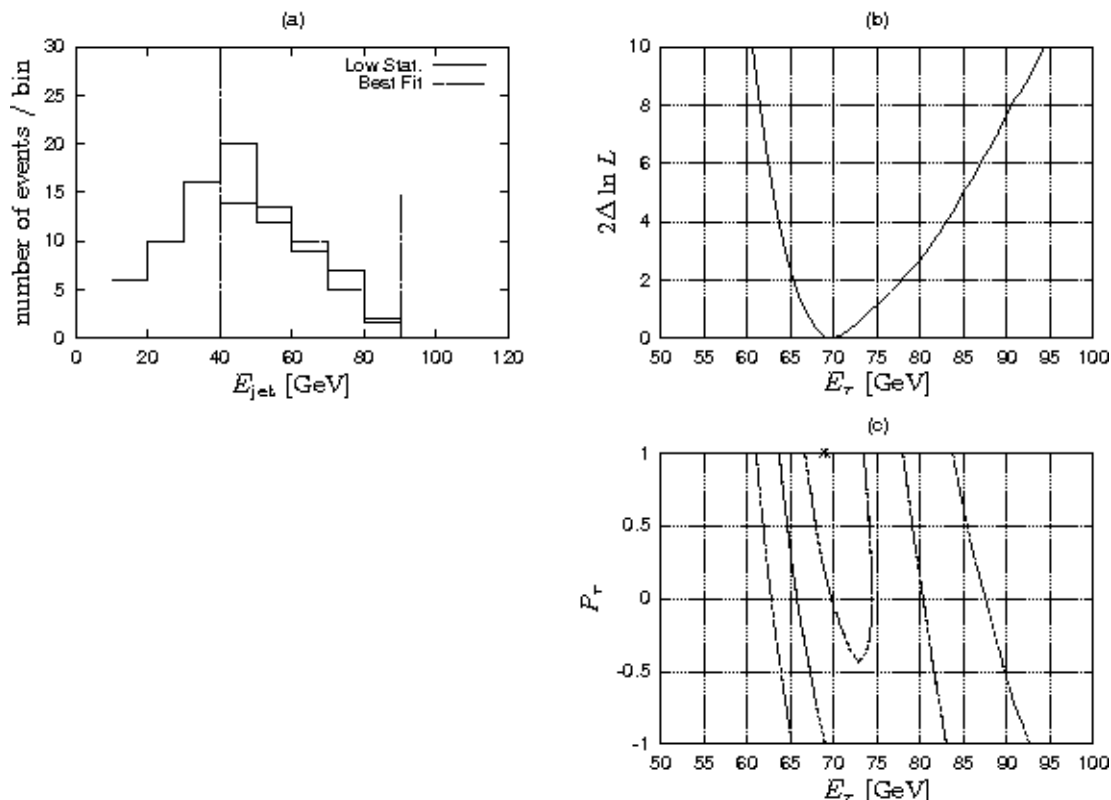 (a)
number of events / bin
30
25
20
15
10
5
0
Low Stat.
Best Fit
0 20 40 60 80 100 120
E_jet [GeV]
(b)
2Δ ln L
10
8
6
4
2
0
50 55 60 65 70 75 80 85 90 95 100
E_τ [GeV]
(c)
P_τ
1
0.5
0
-0.5
-1
50 55 60 65 70 75 80 85 90 95 100
E_τ [GeV]